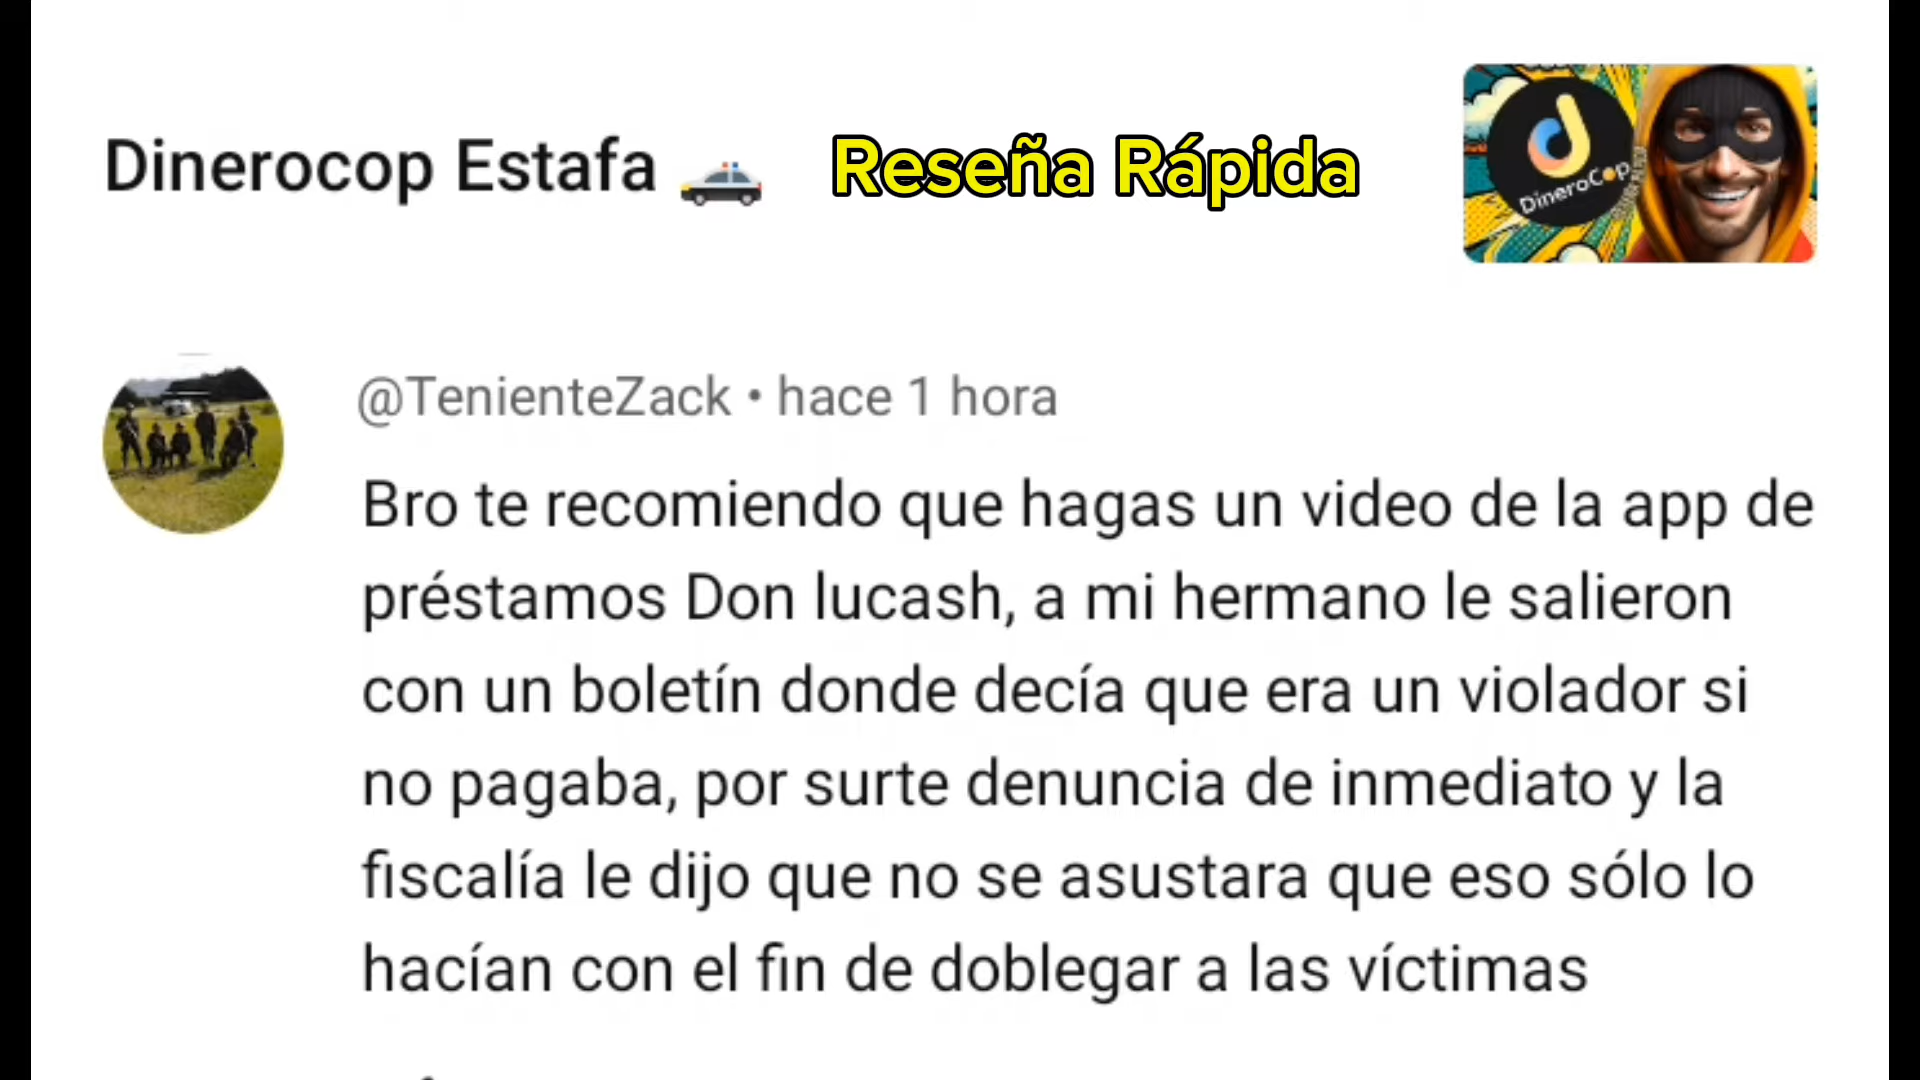 Dinerocop Estafa 🚓 Reseña Rápida
DineroCop
@TenienteZack • hace 1 hora
Bro te recomiendo que hagas un video de la app de
préstamos Don lucash, a mi hermano le salieron
con un boletín donde decía que era un violador si
no pagaba, por surte denuncia de inmediato y la
fiscalía le dijo que no se asustara que eso sólo lo
hacían con el fin de doblegar a las víctimas